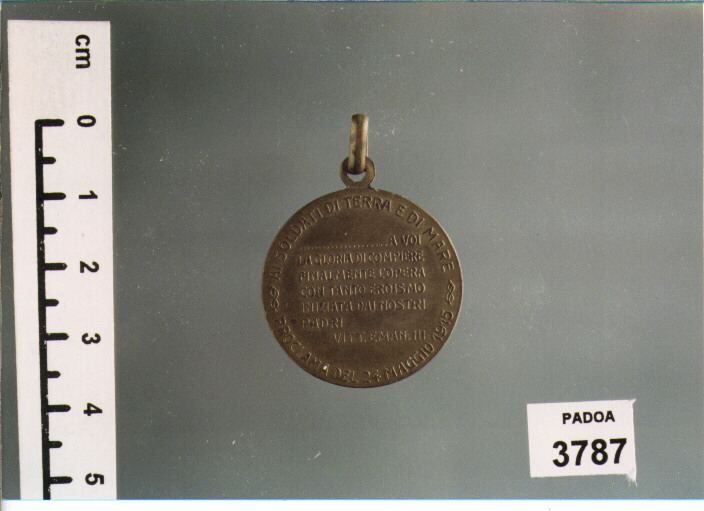 cm
0
1
2
3
4
5
AI SOLDATI DI TERRA E DI MARE
....................A VOI
LA GLORIA DI COMPIERE
FINALMENTE L'OPERA
CON TANTO EROISMO
INIZIATA DAI NOSTRI
PADRI
VITT. EMAN. III
PROCLAMA DEL 24 MAGGIO 1915
PADOA
3787